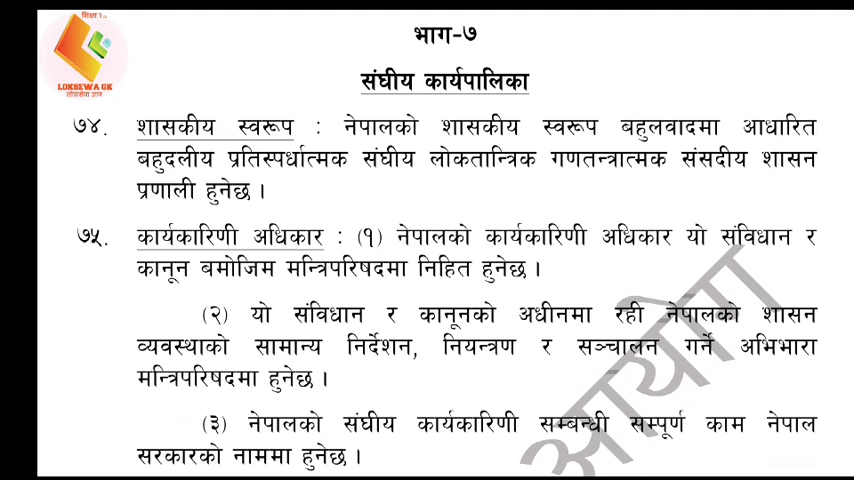 शिक्षा
LOKSEWA GK
लोकसेवा ज्ञान
भाग-७
संघीय कार्यपालिका
७४. शासकीय स्वरूप : नेपालको शासकीय स्वरूप बहुलवादमा आधारित
बहुदलीय प्रतिस्पर्धात्मक संघीय लोकतान्त्रिक गणतन्त्रात्मक संसदीय शासन
प्रणाली हुनेछ ।
७५. कार्यकारिणी अधिकार : (१) नेपालको कार्यकारिणी अधिकार यो संविधान र
कानून बमोजिम मन्त्रिपरिषदमा निहित हुनेछ ।
(२) यो संविधान र कानूनको अधीनमा रही नेपालको शासन
व्यवस्थाको सामान्य निर्देशन, नियन्त्रण र सञ्चालन गर्ने अभिभारा
मन्त्रिपरिषदमा हुनेछ ।
(३) नेपालको संघीय कार्यकारिणी सम्बन्धी सम्पूर्ण काम नेपाल
सरकारको नाममा हुनेछ ।
आयोग